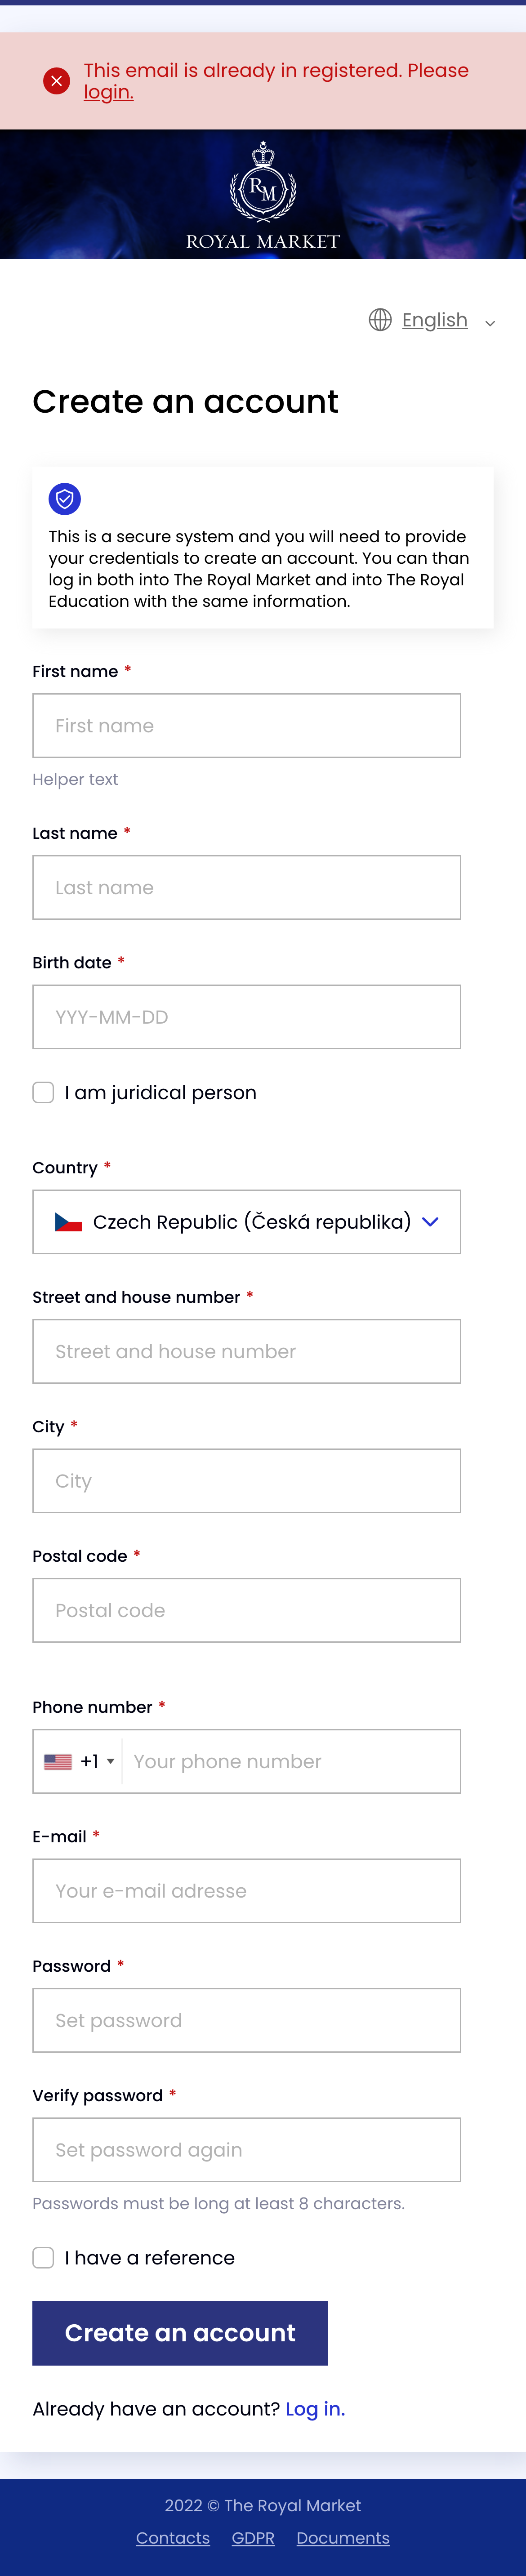 This email is already in registered. Please
login.
RM
ROYAL MARKET
English
Create an account
This is a secure system and you will need to provide
your credentials to create an account. You can than
log in both into The Royal Market and into The Royal
Education with the same information.
First name *
First name
Helper text
Last name *
Last name
Birth date *
YYY-MM-DD
I am juridical person
Country *
Czech Republic (Česká republika)
Street and house number *
Street and house number
City *
City
Postal code *
Postal code
Phone number *
+1 Your phone number
E-mail *
Your e-mail adresse
Password *
Set password
Verify password *
Set password again
Passwords must be long at least 8 characters.
I have a reference
Create an account
Already have an account? Log in.
2022 © The Royal Market
Contacts GDPR Documents